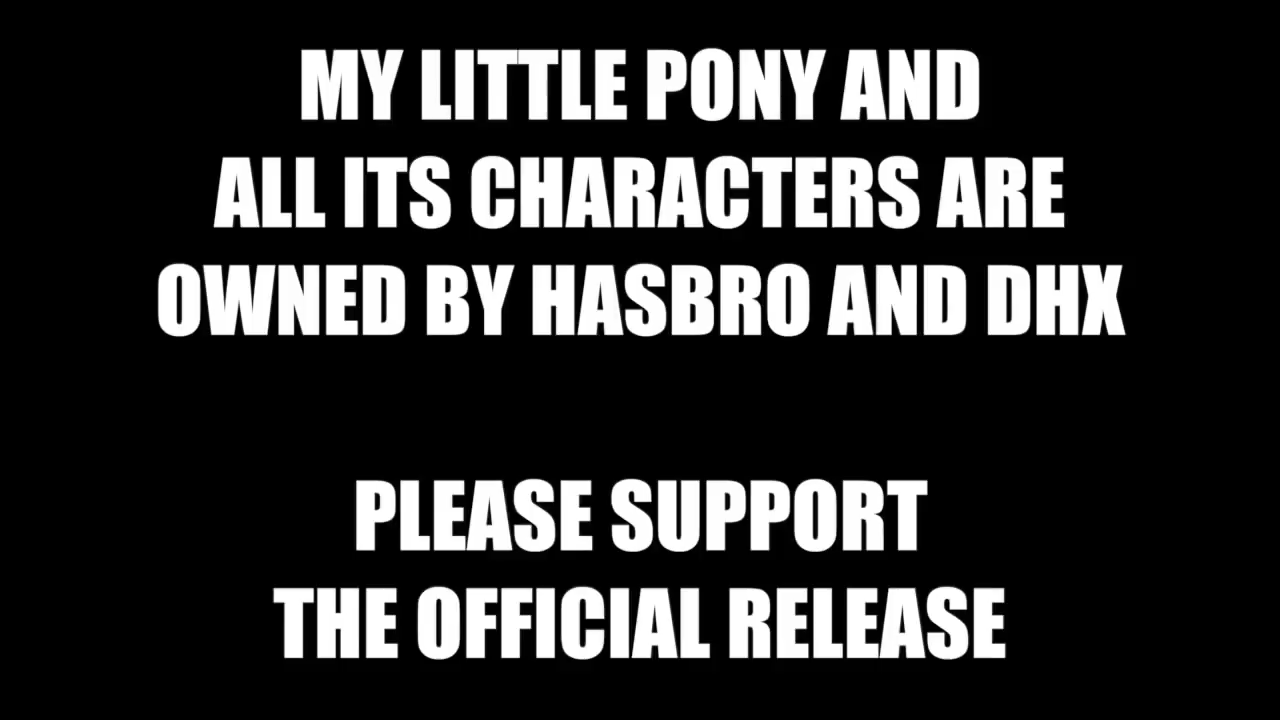 MY LITTLE PONY AND
ALL ITS CHARACTERS ARE
OWNED BY HASBRO AND DHX
PLEASE SUPPORT
THE OFFICIAL RELEASE